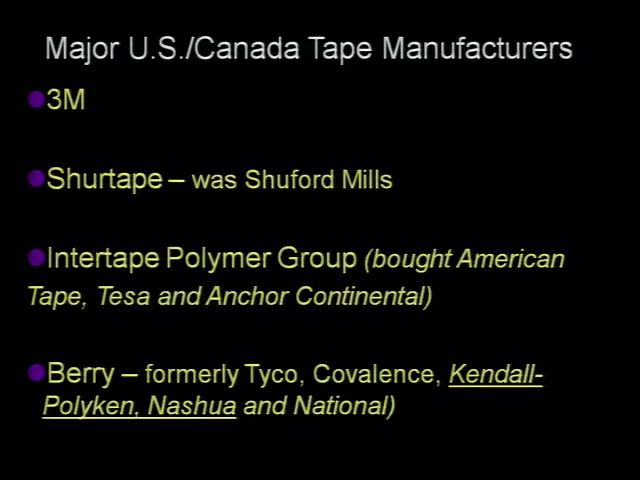 Major U.S./Canada Tape Manufacturers
3M
Shurtape – was Shuford Mills
Intertape Polymer Group (bought American
Tape, Tesa and Anchor Continental)
Berry – formerly Tyco, Covalence, Kendall-
Polyken, Nashua and National)